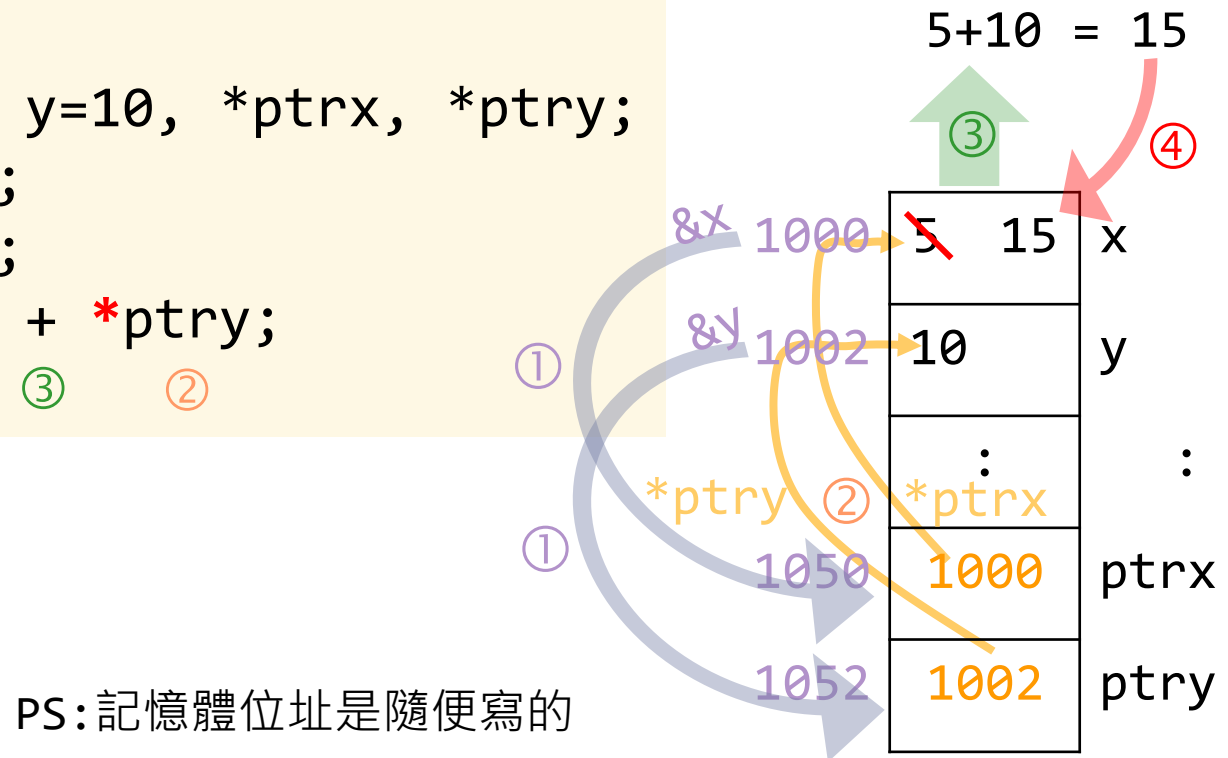 5+10 = 15
y=10, *ptrx, *ptry;
;
;
+ *ptry;
③ ②
③
④
&x 1000 5 15 x
&y 1002 10 y
①
: :
*ptry ② *ptrx
①
1050 1000 ptrx
1052 1002 ptry
PS:記憶體位址是隨便寫的